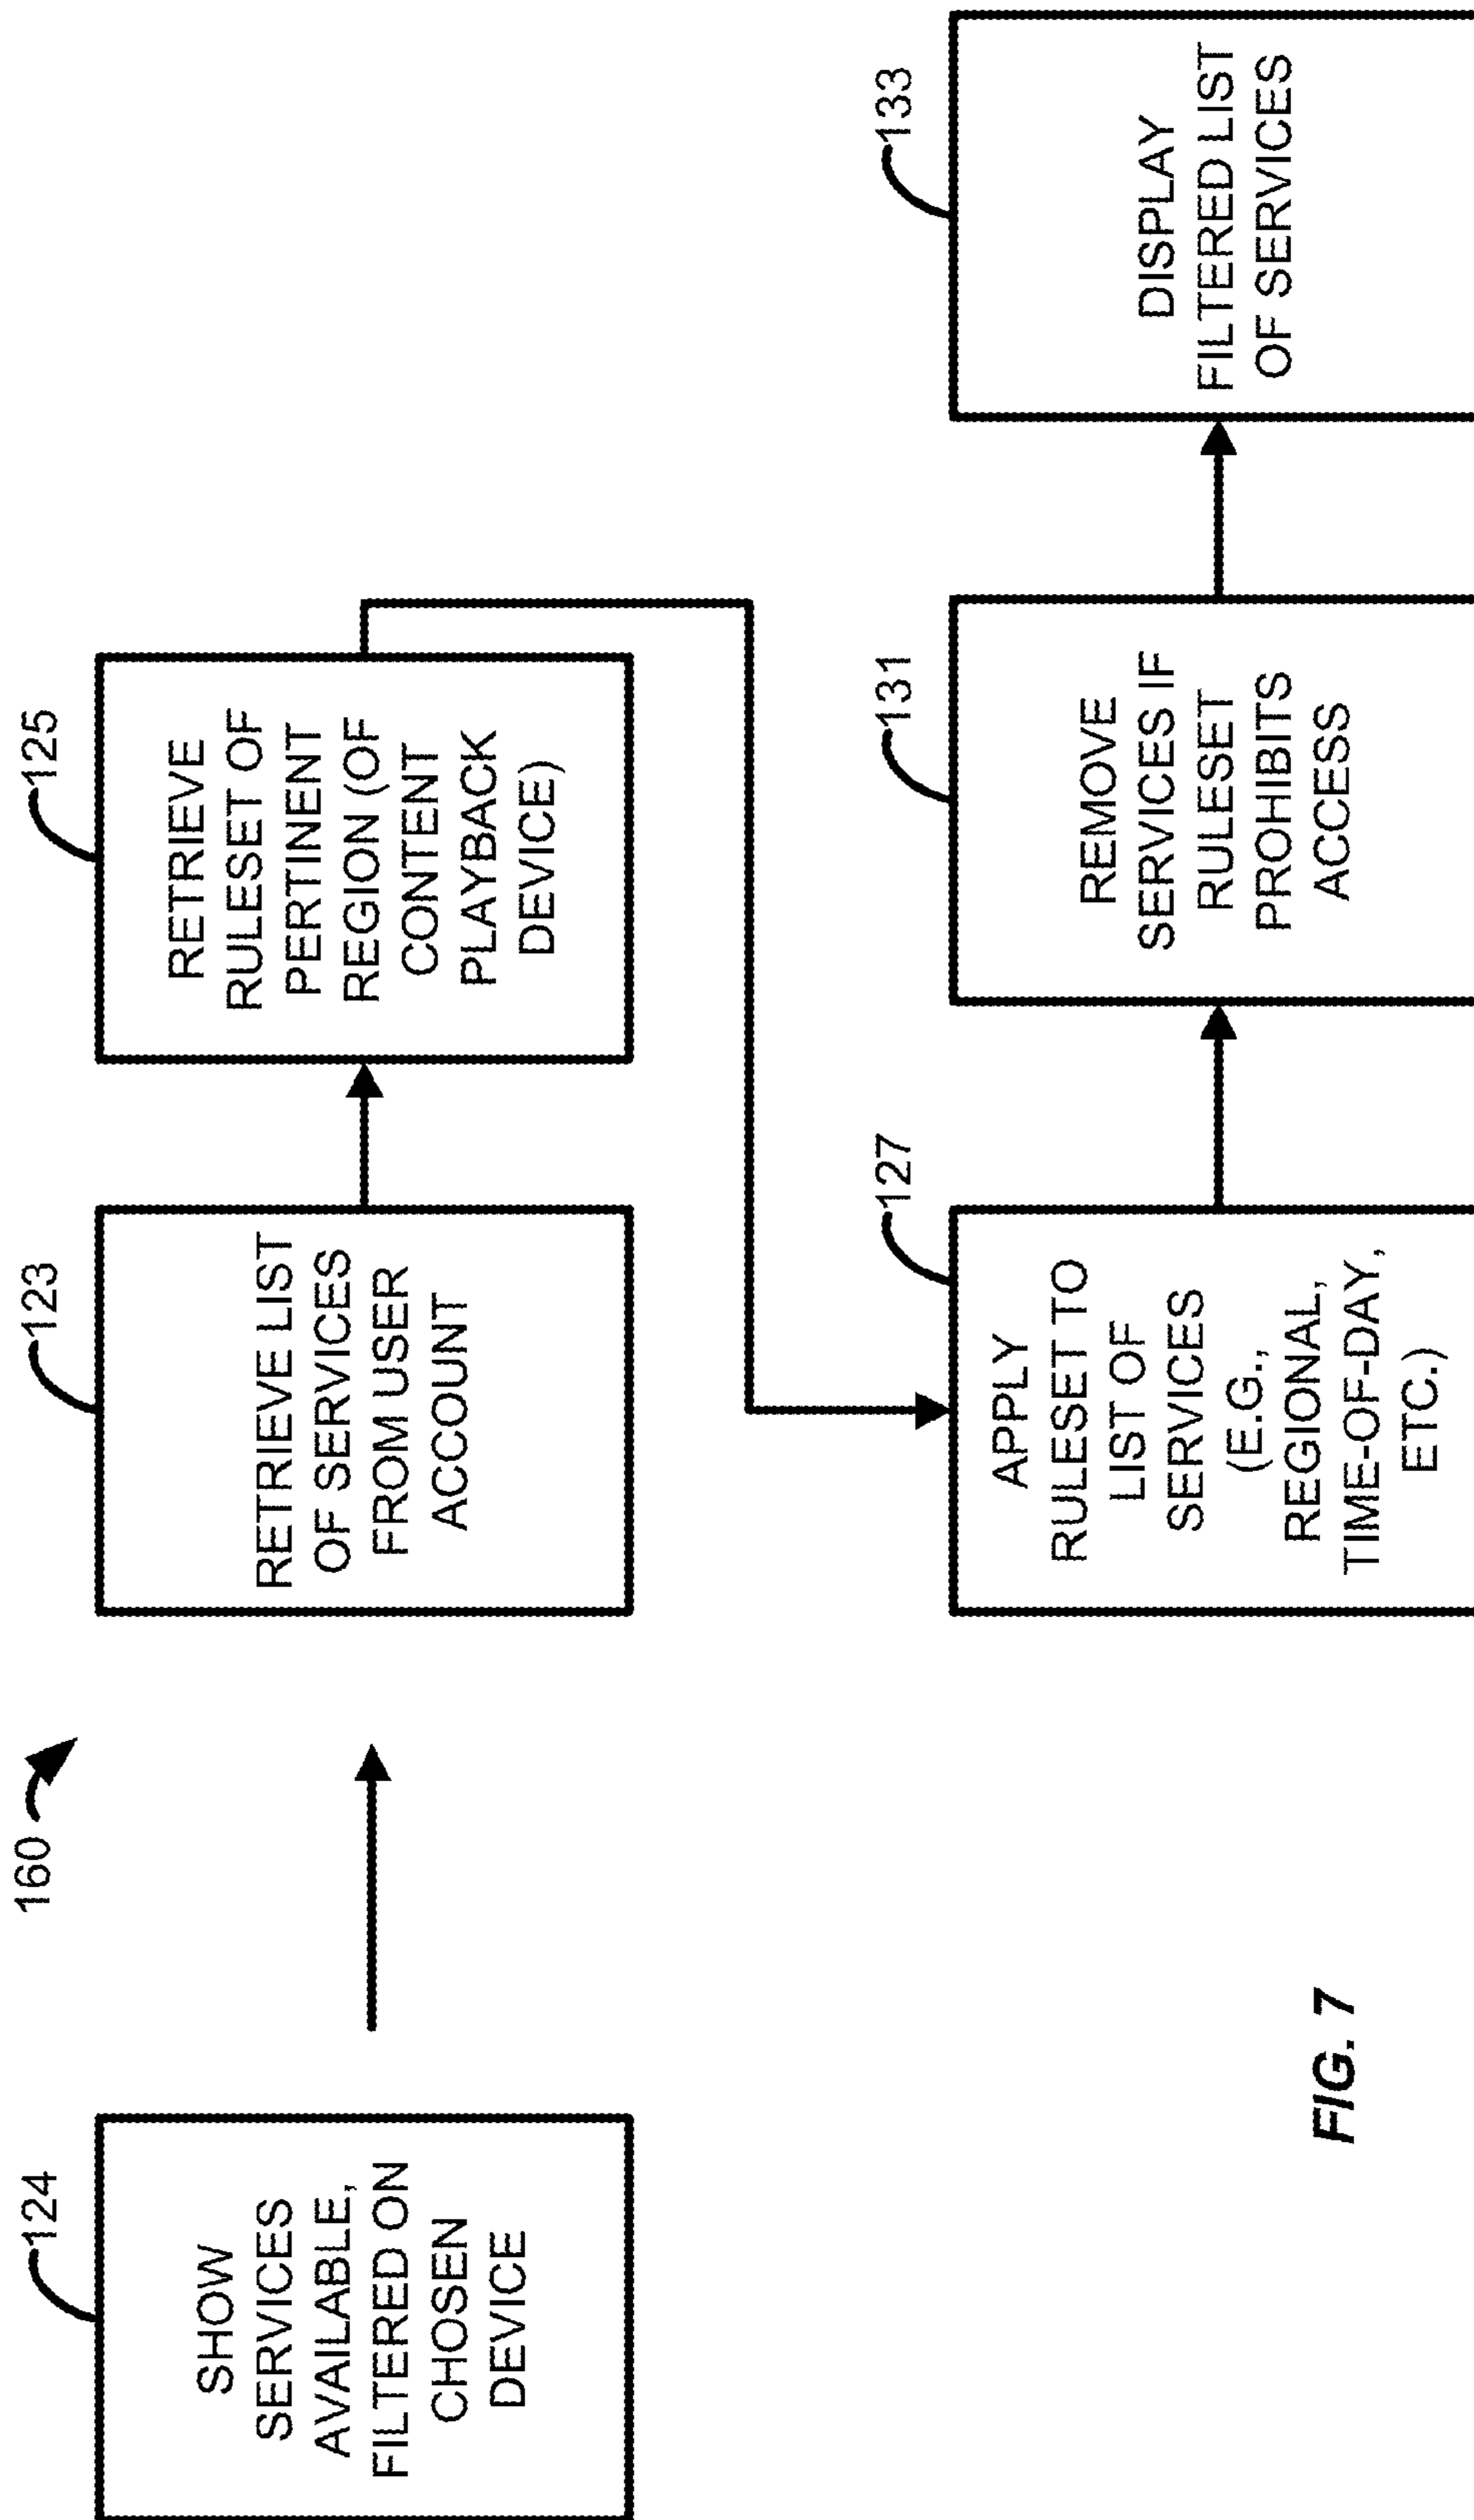 160
124
SHOW
SERVICES
AVAILABLE,
FILTERED ON
CHOSEN
DEVICE
123
RETRIEVE LIST
OF SERVICES
FROM USER
ACCOUNT
125
RETRIEVE
RULESET OF
PERTINENT
REGION (OF
CONTENT
PLAYBACK
DEVICE)
127
APPLY
RULESET TO
LIST OF
SERVICES
(E.G.,
REGIONAL,
TIME-OF-DAY,
ETC.)
131
REMOVE
SERVICES IF
RULESET
PROHIBITS
ACCESS
133
DISPLAY
FILTERED LIST
OF SERVICES
FIG. 7